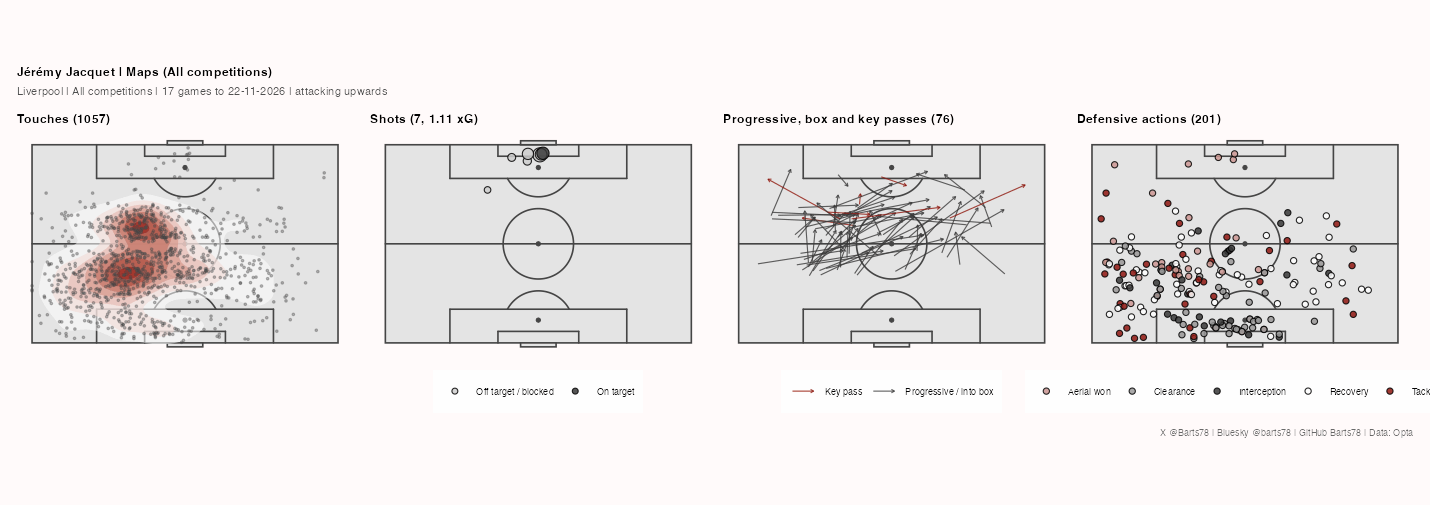 Jérémy Jacquet | Maps (All competitions)
Liverpool | All competitions | 17 games to 22-11-2026 | attacking upwards
Touches (1057)
Shots (7, 1.11 xG)
Progressive, box and key passes (76)
Defensive actions (201)
Off target / blocked
On target
Key pass
Progressive / into box
Aerial won
Clearance
Interception
Recovery
Tack
X @Barts78 | Bluesky @barts78 | GitHub Barts78 | Data: Opta